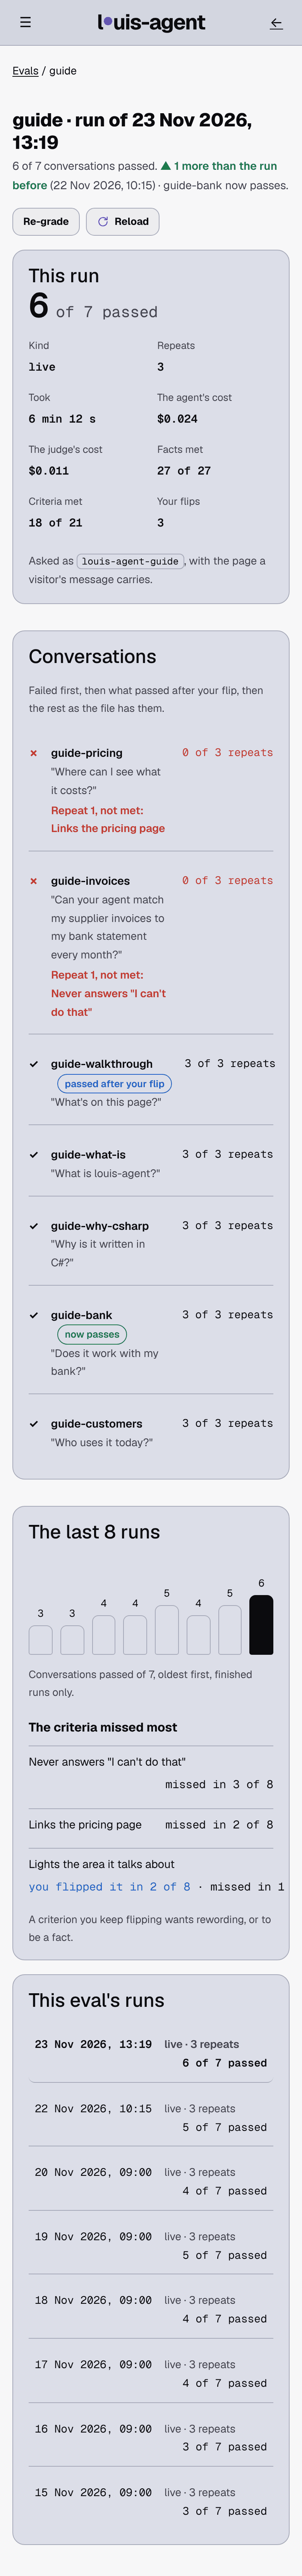 ☰ louis-agent ←
Evals / guide
guide · run of 23 Nov 2026,
13:19
6 of 7 conversations passed. ▲ 1 more than the run
before (22 Nov 2026, 10:15) · guide-bank now passes.
Re-grade Reload
This run
6 of 7 passed
Kind Repeats
live 3
Took The agent's cost
6 min 12 s $0.024
The judge's cost Facts met
$0.011 27 of 27
Criteria met Your flips
18 of 21 3
Asked as louis-agent-guide, with the page a
visitor's message carries.
Conversations
Failed first, then what passed after your flip, then
the rest as the file has them.
× guide-pricing 0 of 3 repeats
"Where can I see what
it costs?"
Repeat 1, not met:
Links the pricing page
× guide-invoices 0 of 3 repeats
"Can your agent match
my supplier invoices to
my bank statement
every month?"
Repeat 1, not met:
Never answers "I can't
do that"
✓ guide-walkthrough 3 of 3 repeats
passed after your flip
"What's on this page?"
✓ guide-what-is 3 of 3 repeats
"What is louis-agent?"
✓ guide-why-csharp 3 of 3 repeats
"Why is it written in
C#?"
✓ guide-bank 3 of 3 repeats
now passes
"Does it work with my
bank?"
✓ guide-customers 3 of 3 repeats
"Who uses it today?"
The last 8 runs
3 3 4 4 5 4 5 6
Conversations passed of 7, oldest first, finished
runs only.
The criteria missed most
Never answers "I can't do that"
missed in 3 of 8
Links the pricing page missed in 2 of 8
Lights the area it talks about
you flipped it in 2 of 8 · missed in 1
A criterion you keep flipping wants rewording, or to
be a fact.
This eval's runs
23 Nov 2026, 13:19 live · 3 repeats
6 of 7 passed
22 Nov 2026, 10:15 live · 3 repeats
5 of 7 passed
20 Nov 2026, 09:00 live · 3 repeats
4 of 7 passed
19 Nov 2026, 09:00 live · 3 repeats
5 of 7 passed
18 Nov 2026, 09:00 live · 3 repeats
4 of 7 passed
17 Nov 2026, 09:00 live · 3 repeats
4 of 7 passed
16 Nov 2026, 09:00 live · 3 repeats
3 of 7 passed
15 Nov 2026, 09:00 live · 3 repeats
3 of 7 passed